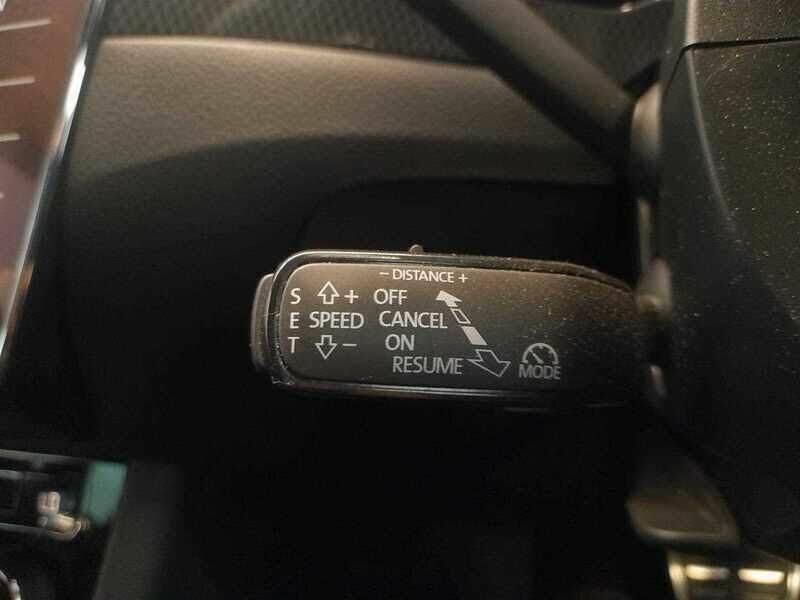 - DISTANCE +
S + OFF
E SPEED CANCEL
T - ON
RESUME
MODE